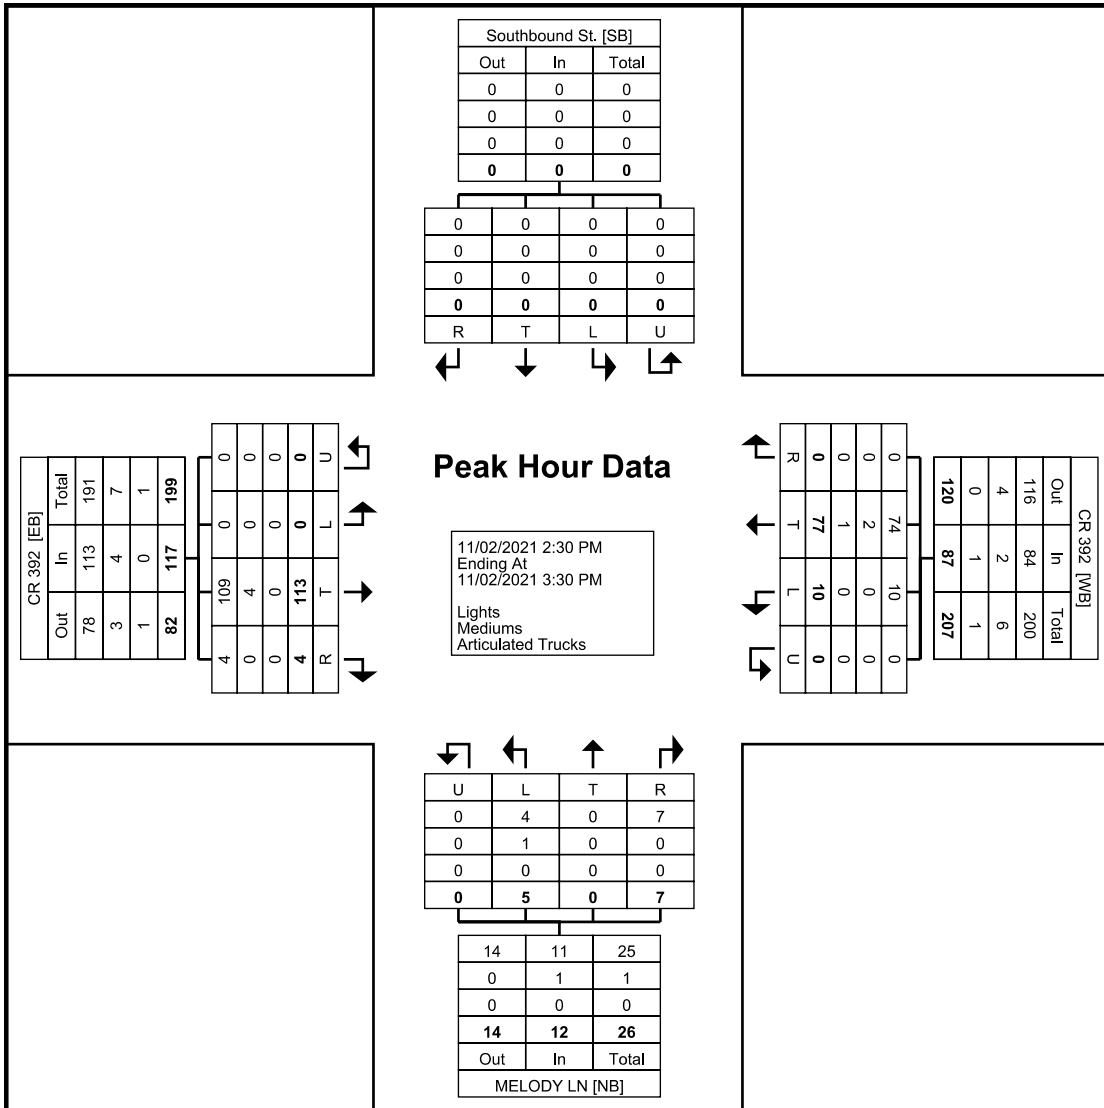 Southbound St. [SB]
Out In Total
0 0 0
0 0 0
0 0 0
0 0 0
0 0 0 0
0 0 0 0
0 0 0 0
0 0 0 0
R T L U
CR 392 [EB]
Total 191 7 1 199
In 113 4 0 117
Out 78 3 1 82
0 0 0 0 U
0 0 0 0 L
109 4 0 113 T
4 0 0 4 R
Peak Hour Data
11/02/2021 2:30 PM
Ending At
11/02/2021 3:30 PM
Lights
Mediums
Articulated Trucks
R 0 0 0 0
T 77 1 2 74
L 10 0 0 10
U 0 0 0 0
120 0 4 116 Out
87 1 2 84 In
207 1 6 200 Total
CR 392 [WB]
U L T R
0 4 0 7
0 1 0 0
0 0 0 0
0 5 0 7
14 11 25
0 1 1
0 0 0
14 12 26
Out In Total
MELODY LN [NB]